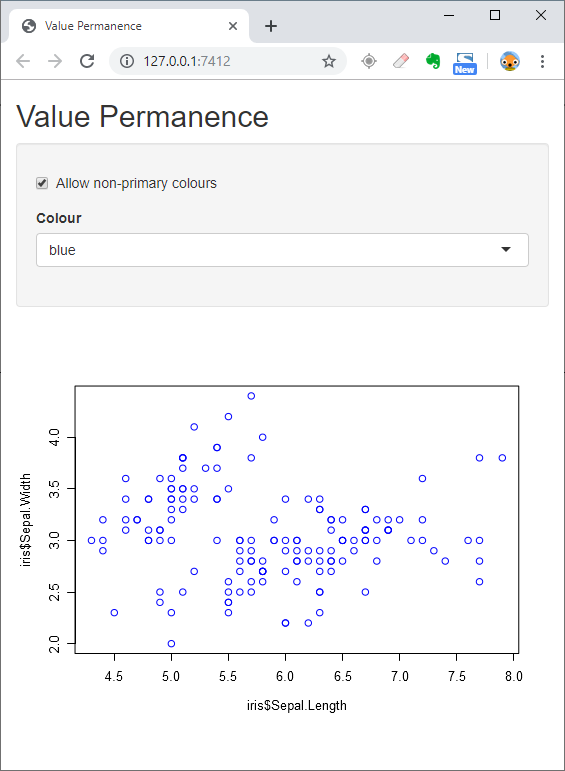 Value Permanence
127.0.0.1:7412
New
Value Permanence
Allow non-primary colours
Colour
blue
iris$Sepal.Width
4.0
3.5
3.0
2.5
2.0
4.5 5.0 5.5 6.0 6.5 7.0 7.5 8.0
iris$Sepal.Length